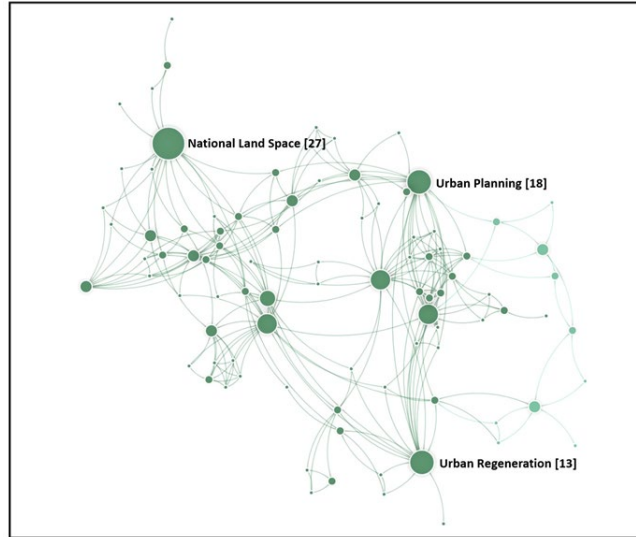 National Land Space [27]
Urban Planning [18]
Urban Regeneration [13]